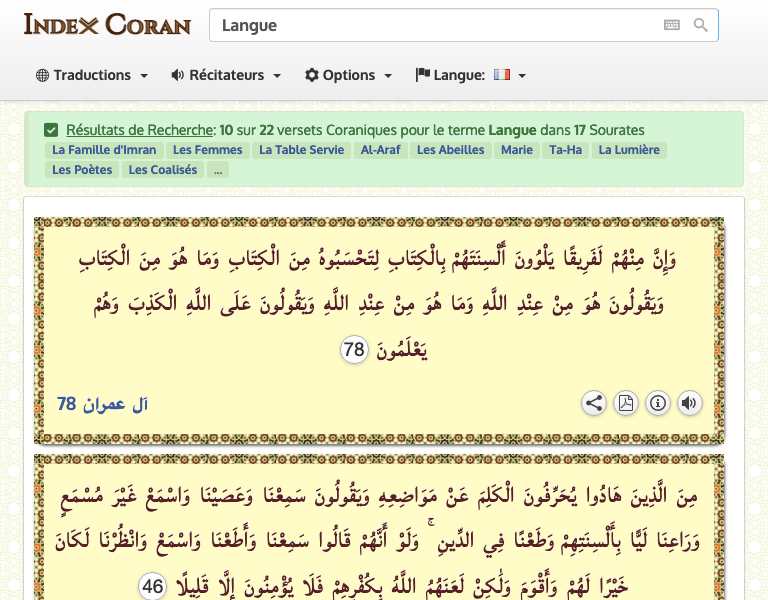 INDEX CORAN
Langue
Traductions Récitateurs Options Langue:
Résultats de Recherche: 10 sur 22 versets Coraniques pour le terme Langue dans 17 Sourates
La Famille d'Imran Les Femmes La Table Servie Al-Araf Les Abeilles Marie Ta-Ha La Lumière
Les Poètes Les Coalisés ...
وَإِنَّ مِنْهُمْ لَفَرِيقًا يَلْوُونَ أَلْسِنَتَهُمْ بِالْكِتَابِ لِتَحْسَبُوهُ مِنَ الْكِتَابِ وَمَا هُوَ مِنَ الْكِتَابِ
وَيَقُولُونَ هُوَ مِنْ عِنْدِ اللَّهِ وَمَا هُوَ مِنْ عِنْدِ اللَّهِ وَيَقُولُونَ عَلَى اللَّهِ الْكَذِبَ وَهُمْ
يَعْلَمُونَ 78
آل عمران 78
مِنَ الَّذِينَ هَادُوا يُحَرِّفُونَ الْكَلِمَ عَنْ مَوَاضِعِهِ وَيَقُولُونَ سَمِعْنَا وَعَصَيْنَا وَاسْمَعْ غَيْرَ مُسْمَعٍ
وَرَاعِنَا لَيًّا بِأَلْسِنَتِهِمْ وَطَعْنًا فِي الدِّينِ ۚ وَلَوْ أَنَّهُمْ قَالُوا سَمِعْنَا وَأَطَعْنَا وَاسْمَعْ وَانْظُرْنَا لَكَانَ
خَيْرًا لَهُمْ وَأَقْوَمَ وَلَٰكِنْ لَعَنَهُمُ اللَّهُ بِكُفْرِهِمْ فَلَا يُؤْمِنُونَ إِلَّا قَلِيلًا 46